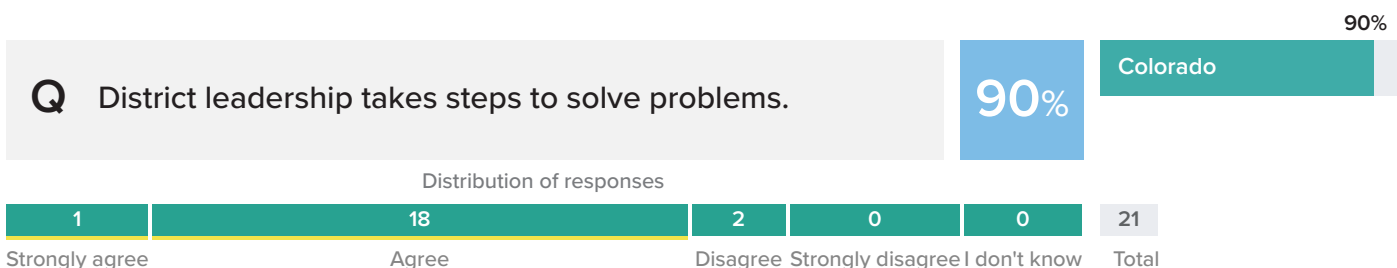 90%
Q District leadership takes steps to solve problems. 90% Colorado
Distribution of responses
1 18 2 0 0 21
Strongly agree Agree Disagree Strongly disagree I don't know Total